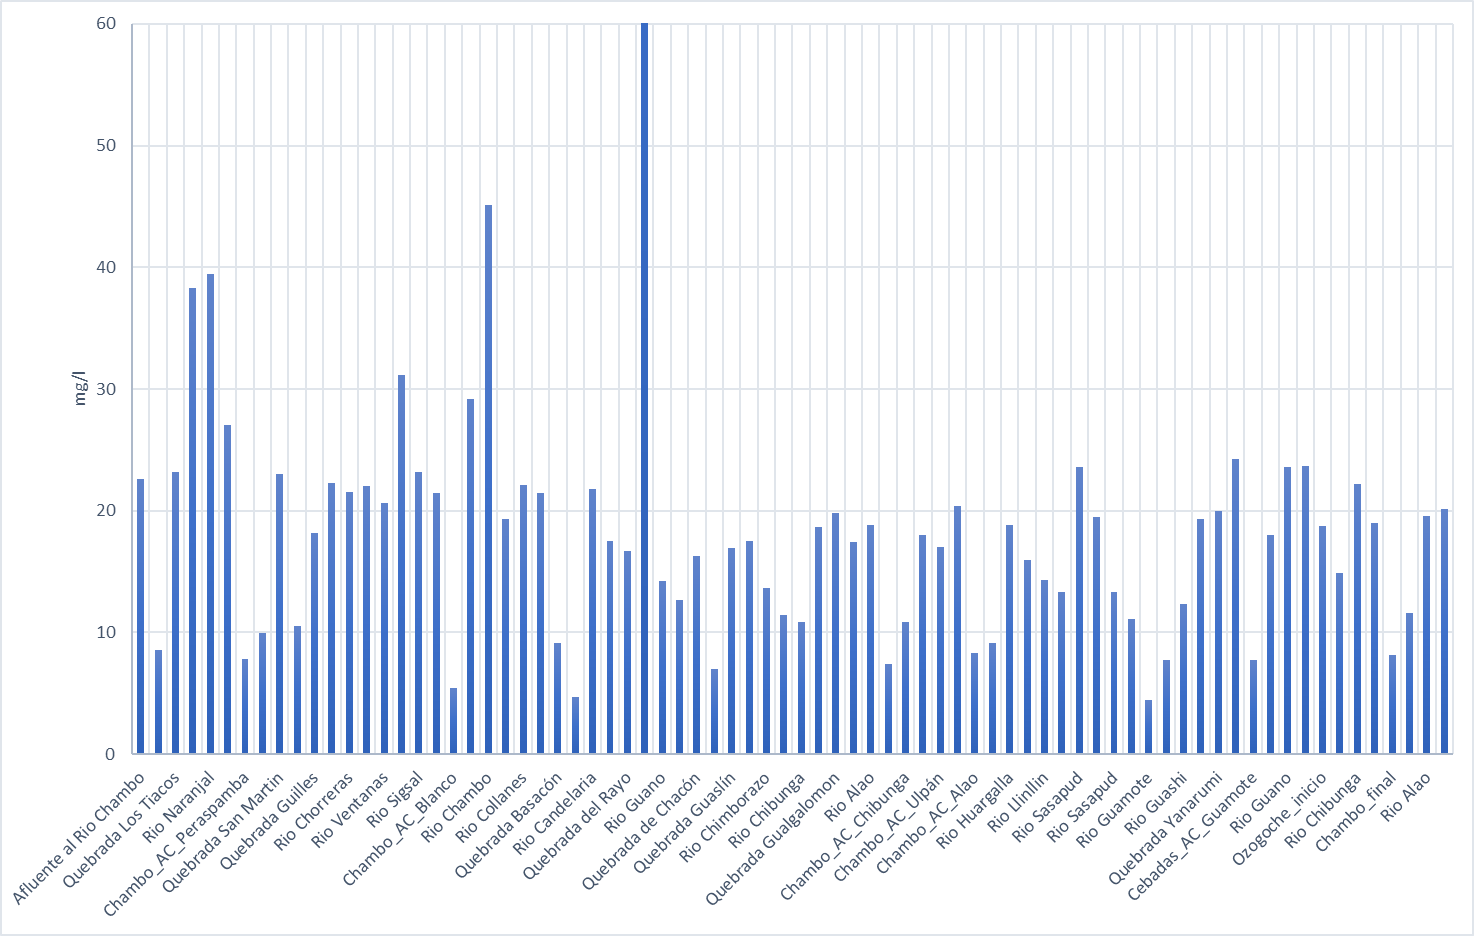 60
50
40
30
20
10
0
mg/l
Afluente al Rio Chambo
Quebrada Los Tiacos
Rio Naranjal
Chambo_AC_Peraspamba
Quebrada San Martin
Quebrada Guilles
Rio Chorreras
Rio Ventanas
Rio Sigsal
Chambo_AC_Blanco
Rio Chambo
Rio Collanes
Quebrada Basacón
Rio Candelaria
Quebrada del Rayo
Rio Guano
Quebrada de Chacón
Quebrada Guaslín
Rio Chimborazo
Rio Chibunga
Quebrada Gualgalomon
Rio Alao
Chambo_AC_Chibunga
Chambo_AC_Ulpán
Chambo_AC_Alao
Rio Huargalla
Rio Llinllin
Rio Sasapud
Rio Sasapud
Rio Guamote
Rio Guashi
Quebrada Yanarumi
Cebadas_AC_Guamote
Rio Guano
Ozogoche_inicio
Rio Chibunga
Chambo_final
Rio Alao